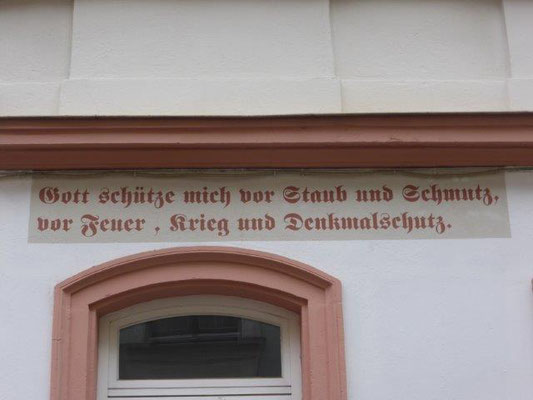 Gott schütze mich vor Staub und Schmutz,
vor Feuer, Krieg und Denkmalschutz.